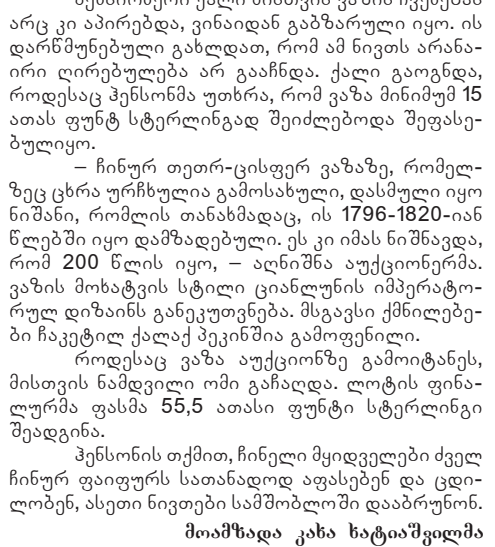 არც კი აპირებდა, ვინაიდან გაბზარული იყო. ის
დარწმუნებული გახლდათ, რომ ამ ნივთს არანა-
ირი ღირებულება არ გააჩნდა. ქალი გაოგნდა,
როდესაც ჰენსონმა უთხრა, რომ ვაზა მინიმუმ 15
ათას ფუნტ სტერლინგად შეიძლებოდა შეფასე-
ბულიყო.
– ჩინურ თეთრ-ცისფერ ვაზაზე, რომელ-
ზეც ცხრა ურჩხულია გამოსახული, დასმული იყო
ნიშანი, რომლის თანახმადაც, ის 1796-1820-იან
წლებში იყო დამზადებული. ეს კი იმას ნიშნავდა,
რომ 200 წლის იყო, – აღნიშნა აუქციონერმა.
ვაზის მოხატვის სტილი ციანლუნის იმპერატო-
რულ დიზაინს განეკუთვნება. მსგავსი ქმნილებე-
ბი ჩაკეტილ ქალაქ პეკინშია გამოფენილი.
როდესაც ვაზა აუქციონზე გამოიტანეს,
მისთვის ნამდვილი ომი გაჩაღდა. ლოტის ფინა-
ლურმა ფასმა 55,5 ათასი ფუნტი სტერლინგი
შეადგინა.
ჰენსონის თქმით, ჩინელი მყიდველები ძველ
ჩინურ ფაიფურს სათანადოდ აფასებენ და ცდი-
ლობენ, ასეთი ნივთები სამშობლოში დააბრუნონ.
მოამზადა კახა ხატიაშვილმა